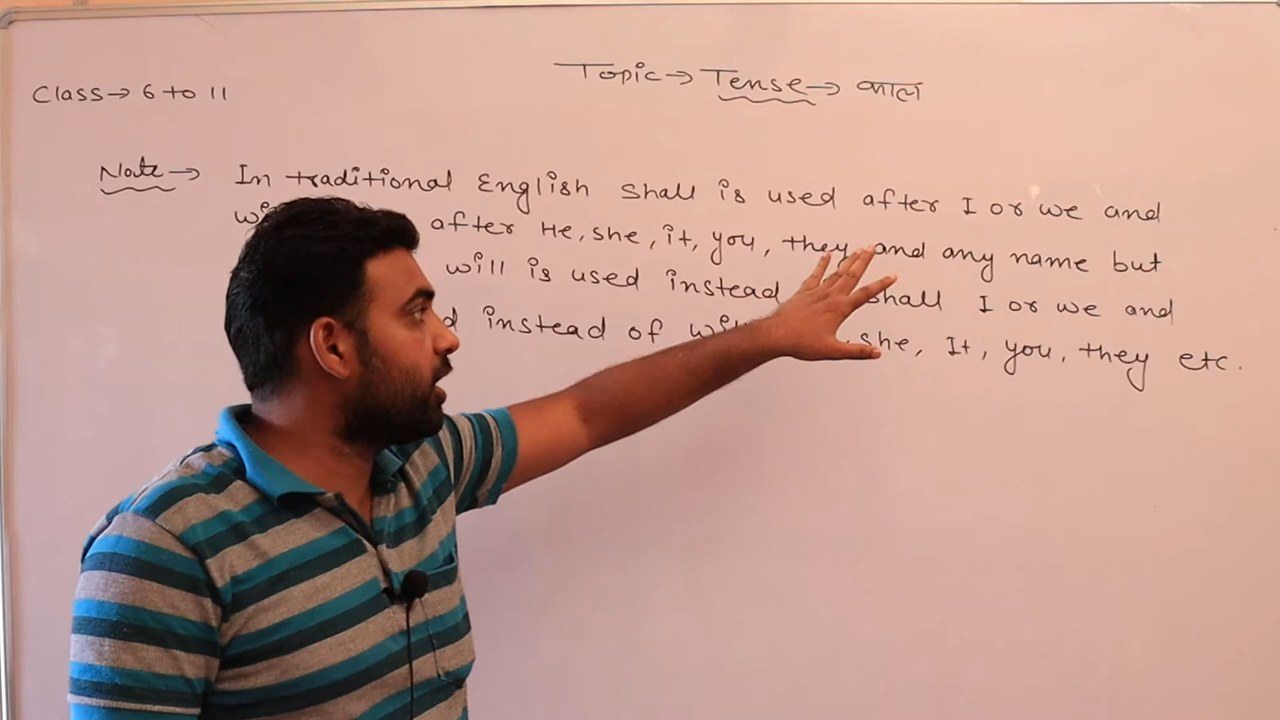 Class→ 6 to 11
Topic→ Tense→ काल
Note→ In traditional English shall is used after I or we and
after He, she, it, you, they and any name but
will is used instead shall I or we and
instead of she, It, you, they etc.